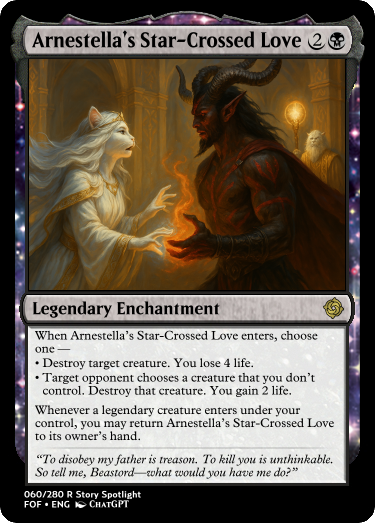 Arnestella's Star-Crossed Love 2
Legendary Enchantment
When Arnestella's Star-Crossed Love enters, choose
one —
• Destroy target creature. You lose 4 life.
• Target opponent chooses a creature that you don't
control. Destroy that creature. You gain 2 life.
Whenever a legendary creature enters under your
control, you may return Arnestella's Star-Crossed Love
to its owner's hand.
“To disobey my father is treason. To kill you is unthinkable.
So tell me, Beastord—what would you have me do?”
060/280 R Story Spotlight
FOF • ENG ChatGPT